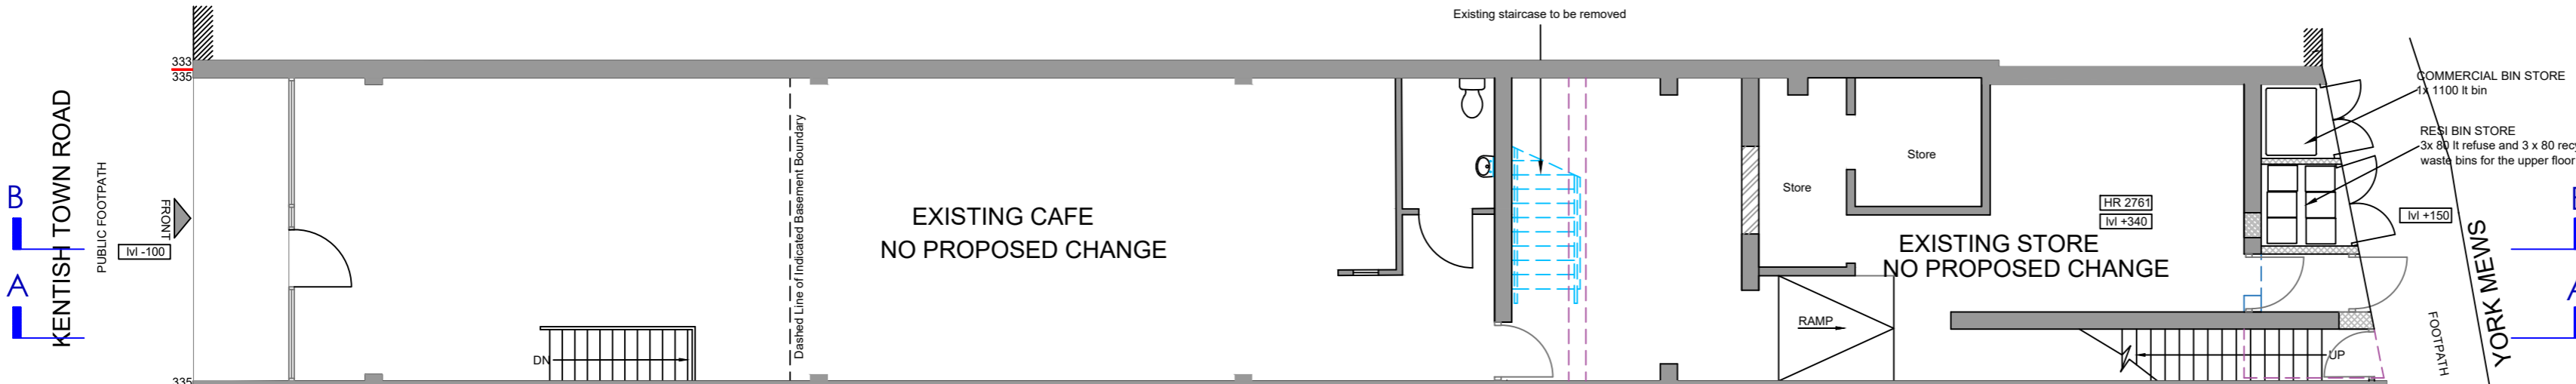 Existing staircase to be removed
333
335
COMMERCIAL BIN STORE
1x 1100 lt bin
RESI BIN STORE
3x 80 lt refuse and 3 x 80
waste bins for the upper floor
KENTISH TOWN ROAD
PUBLIC FOOTPATH
FRONT
B
A
lvl -100
Dashed Line of Indicated Basement Boundary
EXISTING CAFE
NO PROPOSED CHANGE
DN
Store
Store
HR 2761
lvl +340
EXISTING STORE
NO PROPOSED CHANGE
RAMP
UP
lvl +150
YORK MEWS
FOOTPATH
335